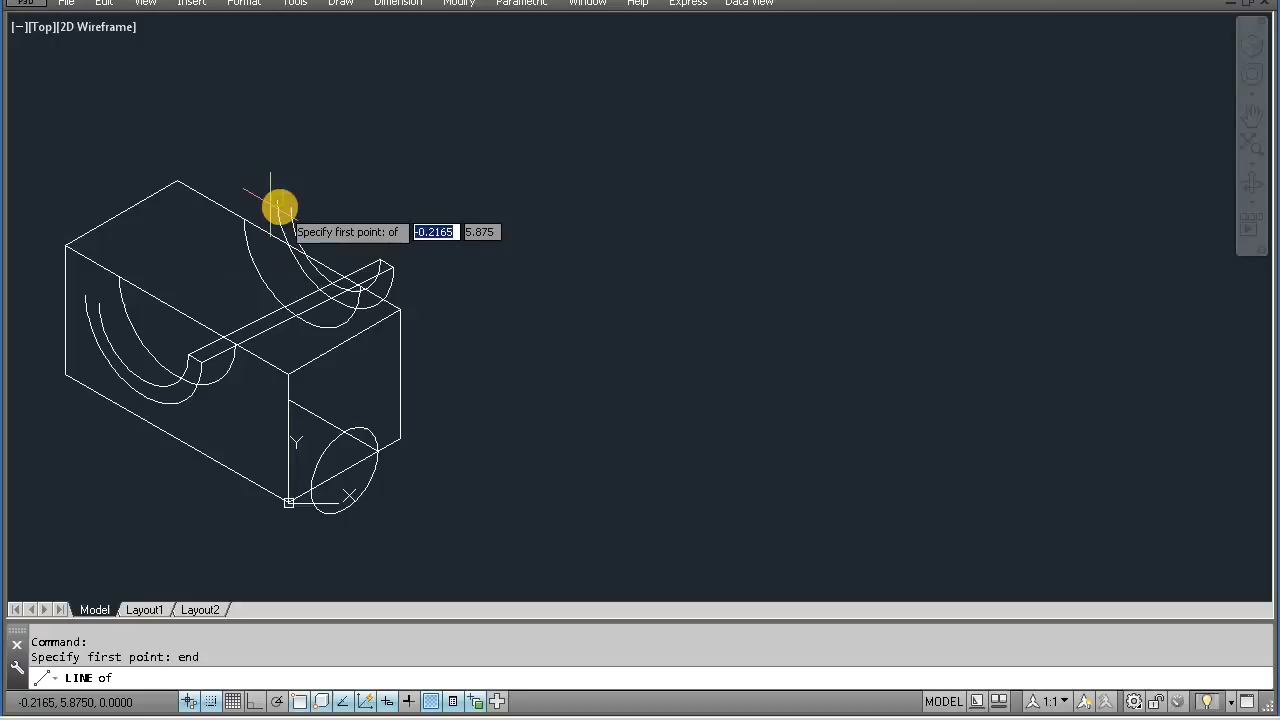 File Edit View Insert Format Tools Draw Dimension Modify Parametric Window Help Express Data View
[−][Top][2D Wireframe]
Specify first point: of -0.2165 5.875
Y
X
Model Layout1 Layout2
Command:
Specify first point: end
LINE of
-0.2165, 5.8750, 0.0000 MODEL 1:1